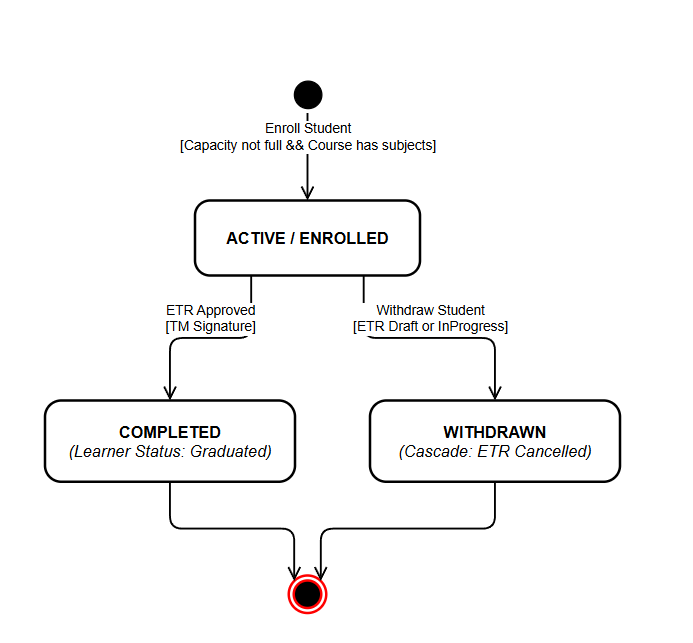 Enroll Student
[Capacity not full && Course has subjects]
ACTIVE / ENROLLED
ETR Approved
[TM Signature]
Withdraw Student
[ETR Draft or InProgress]
COMPLETED
(Learner Status: Graduated)
WITHDRAWN
(Cascade: ETR Cancelled)